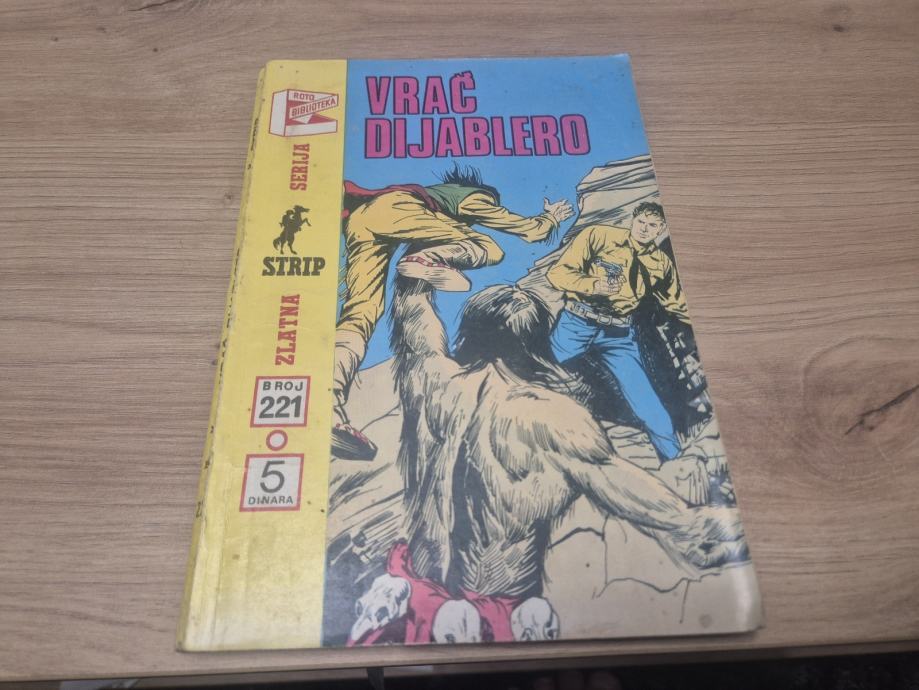 VRAČ
DIJABLERO
ROTO
BIBLIOTEKA
ZLATNA
STRIP
SERIJA
BROJ
221
5
DINARA